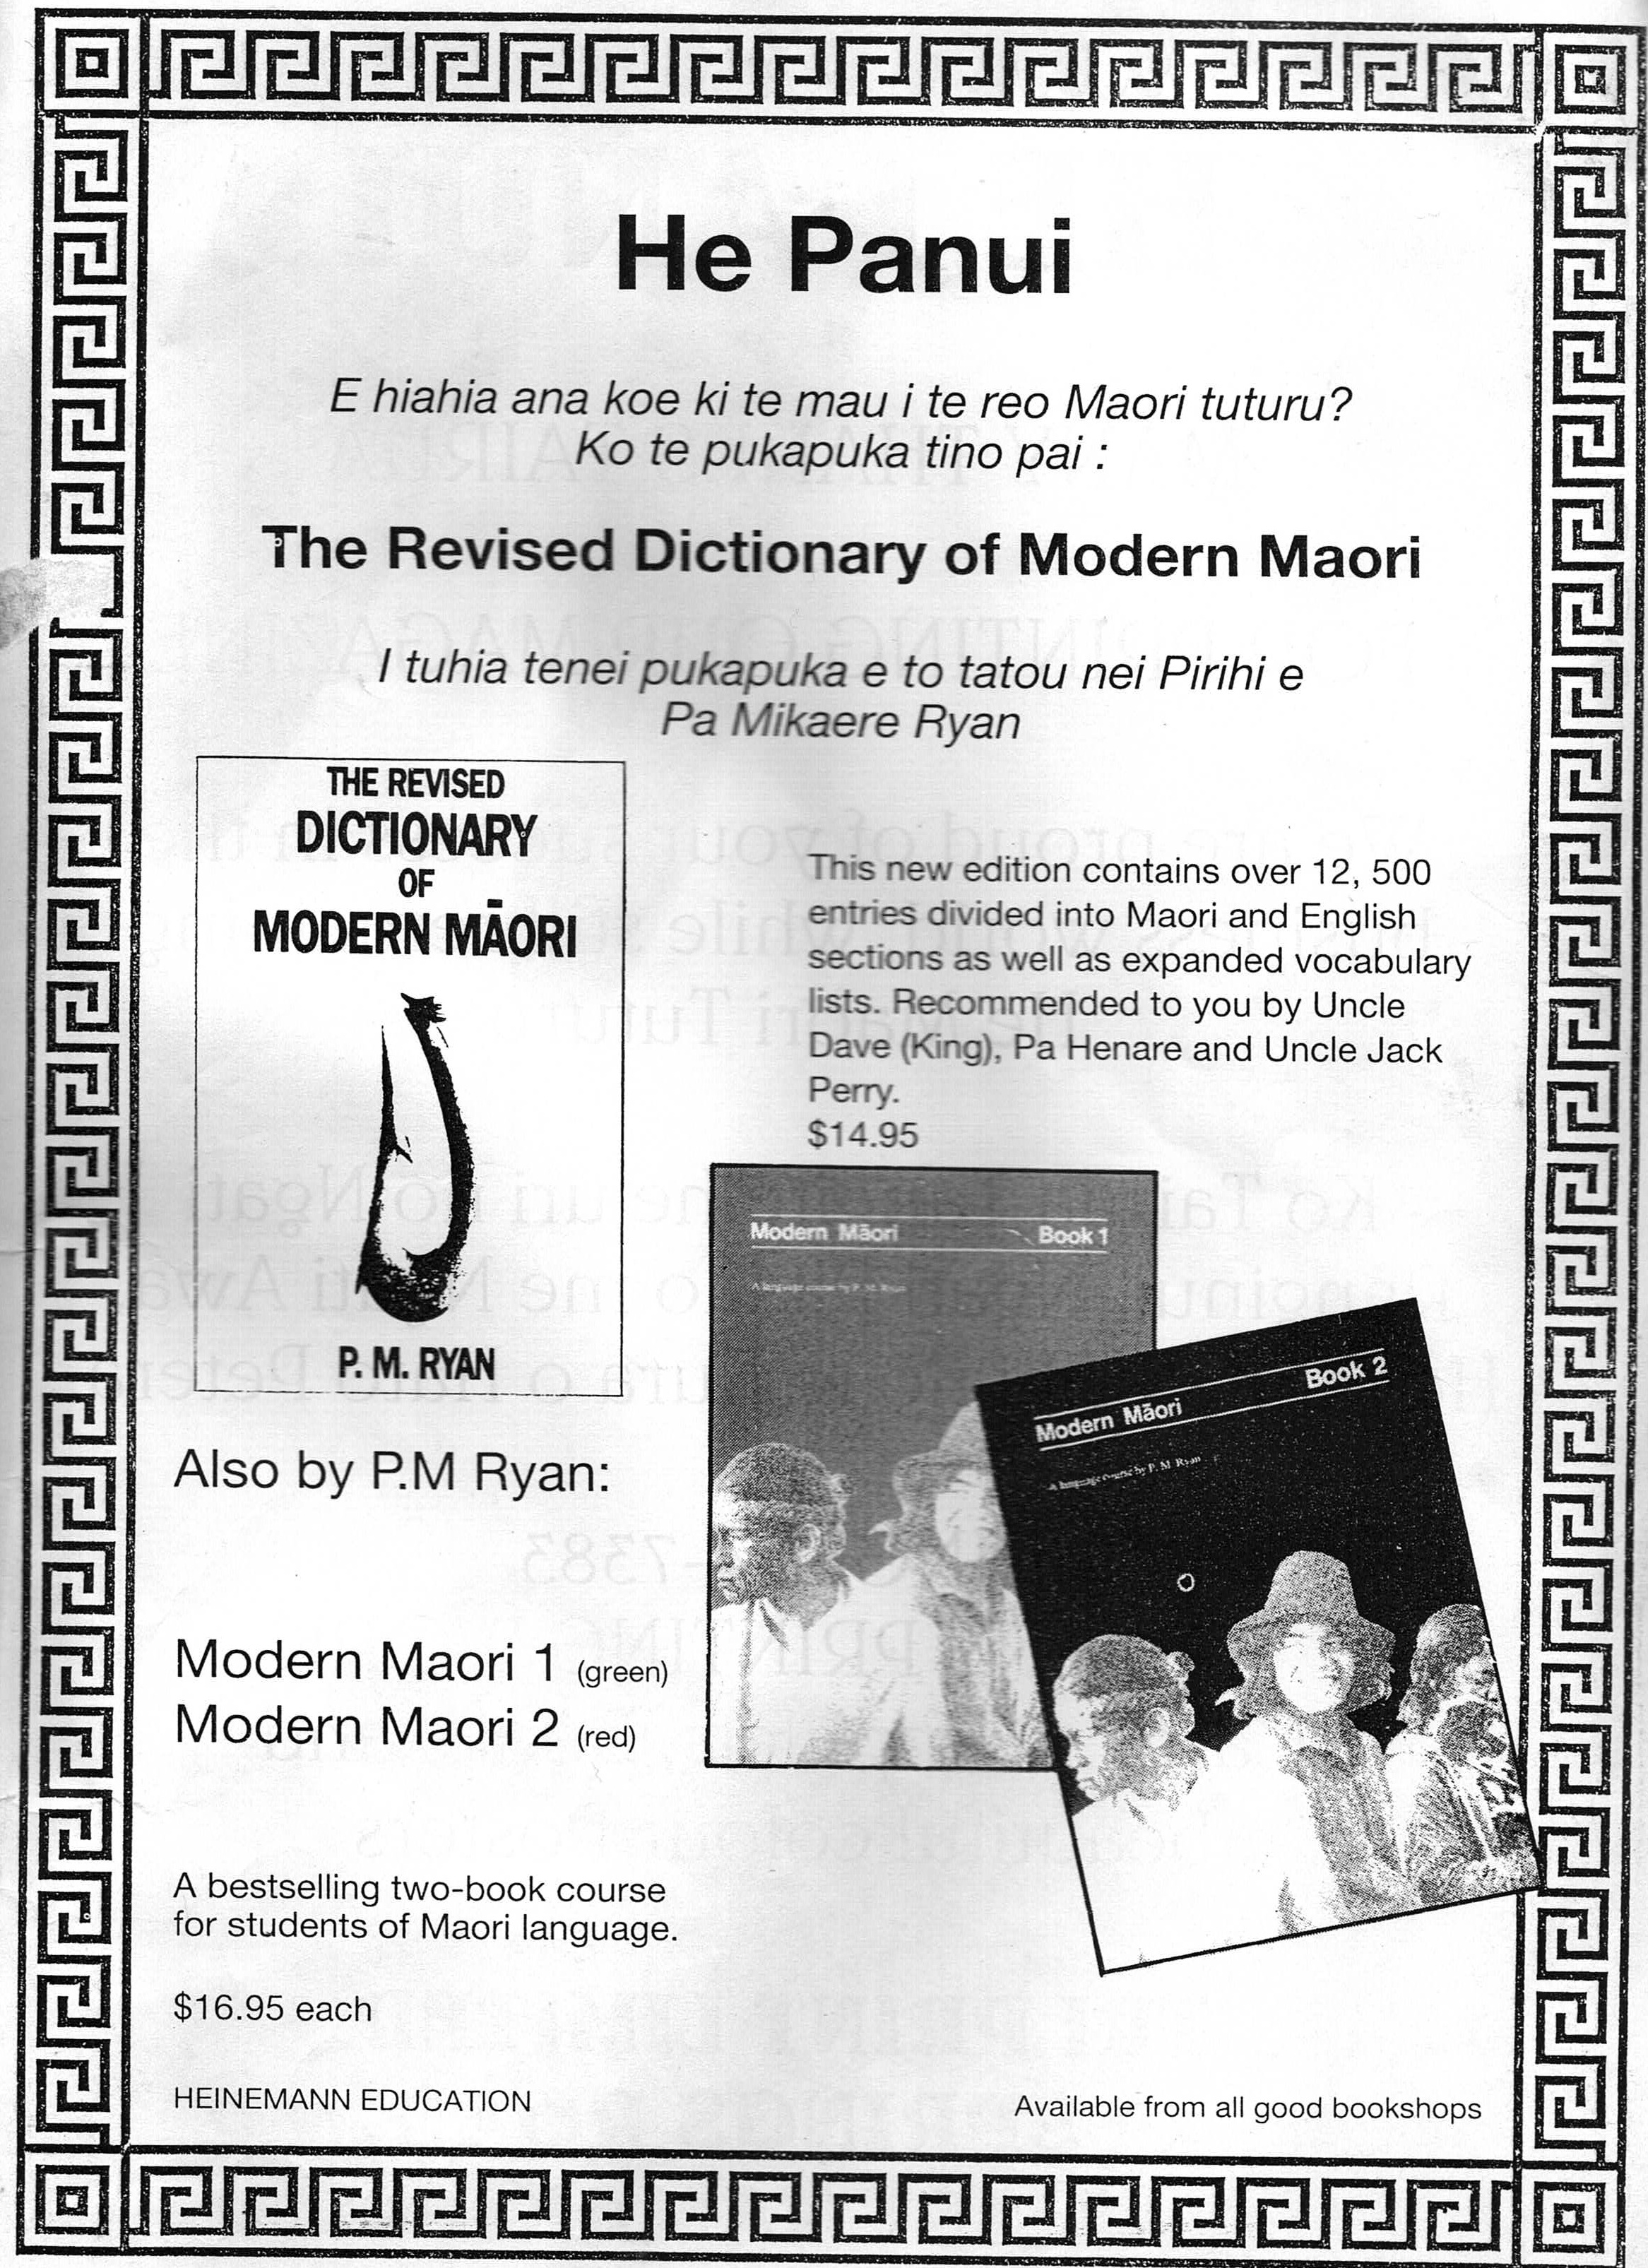 He Panui
E hiahia ana koe ki te mau i te reo Maori tuturu?
Ko te pukapuka tino pai :
The Revised Dictionary of Modern Maori
I tuhia tenei pukapuka e to tatou nei Pirihi e
Pa Mikaere Ryan
THE REVISED
DICTIONARY
OF
MODERN MĀORI
P. M. RYAN
This new edition contains over 12, 500
entries divided into Maori and English
sections as well as expanded vocabulary
lists. Recommended to you by Uncle
Dave (King), Pa Henare and Uncle Jack
Perry.
$14.95
Modern Māori Book 1
A language course by P. M. Ryan
Modern Māori Book 2
A language course by P. M. Ryan
Also by P.M Ryan:
Modern Maori 1 (green)
Modern Maori 2 (red)
A bestselling two-book course
for students of Maori language.
$16.95 each
HEINEMANN EDUCATION
Available from all good bookshops